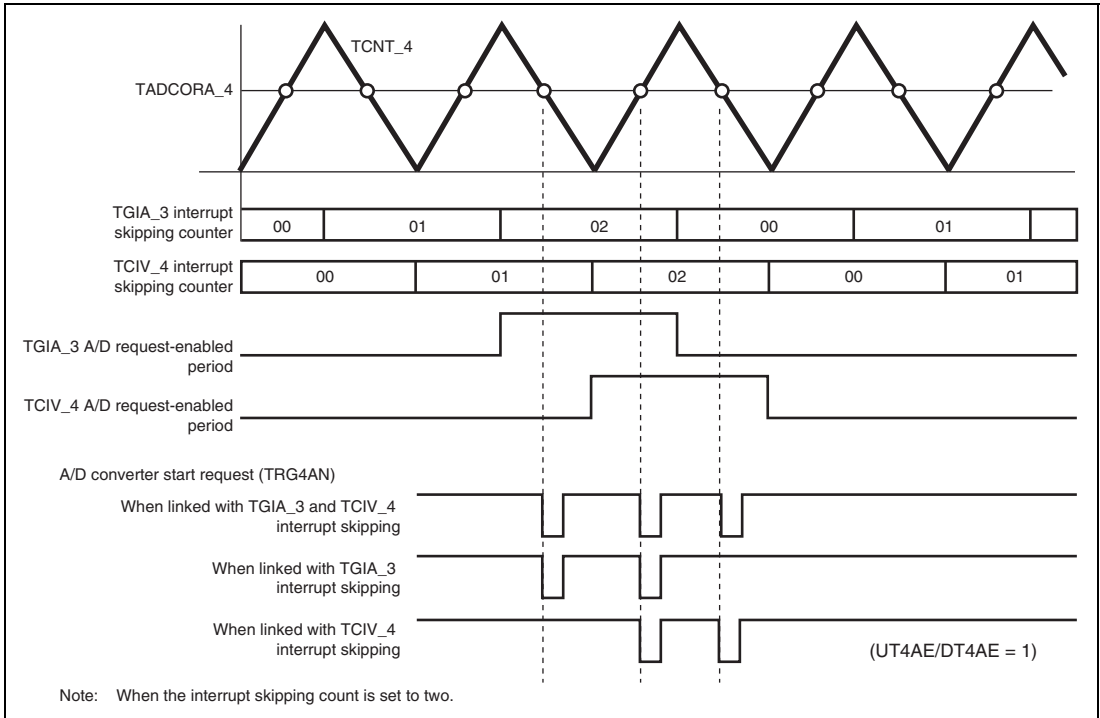 TCNT_4
TADCORA_4
TGIA_3 interrupt
skipping counter
00 01 02 00 01
TCIV_4 interrupt
skipping counter
00 01 02 00 01
TGIA_3 A/D request-enabled
period
TCIV_4 A/D request-enabled
period
A/D converter start request (TRG4AN)
When linked with TGIA_3 and TCIV_4
interrupt skipping
When linked with TGIA_3
interrupt skipping
When linked with TCIV_4
interrupt skipping
(UT4AE/DT4AE = 1)
Note: When the interrupt skipping count is set to two.